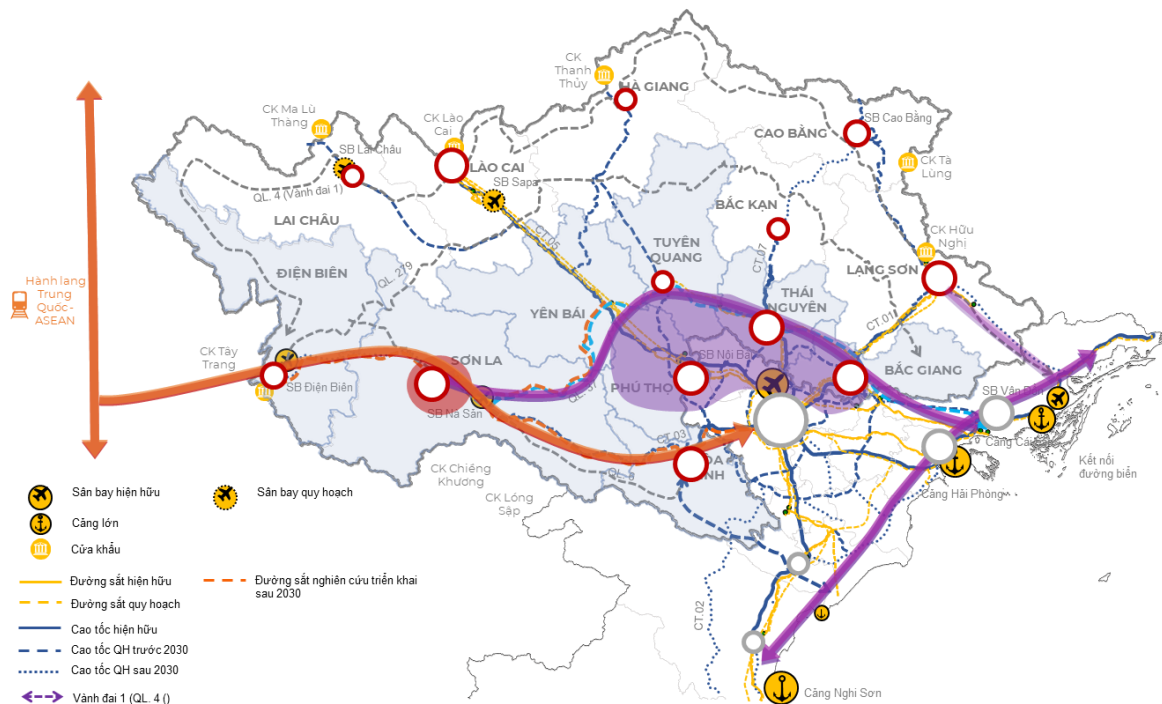 CK
Thanh
Thủy
HÀ GIANG
CK Ma Lù
Thàng
CK Lào
Cai
SB Lai Châu
LÀO CAI
SB Sapa
CAO BẰNG
SB Cao Bằng
CK Tà
Lùng
QL. 4 (Vành đai 1)
LAI CHÂU
BẮC KẠN
CK Hữu
Nghị
CT.05
CT.07
TUYÊN
QUANG
LẠNG SƠN
ĐIỆN BIÊN
QL. 279
Hành lang
Trung
Quốc -
ASEAN
THÁI
NGUYÊN
YÊN BÁI
CT.01
CK Tây
Trang
SƠN LA
SB Nội Bài
BẮC GIANG
SB Điện Biên
PHÚ THỌ
SB Nà Sản
CT.03
CK Chiềng
Khương
CK Lóng
Sập
Cảng Hải Phòng
Kết nối
đường biển
Sân bay hiện hữu
Sân bay quy hoạch
Cảng lớn
Cửa khẩu
Đường sắt hiện hữu
Đường sắt nghiên cứu triển khai
sau 2030
Đường sắt quy hoạch
Cao tốc hiện hữu
Cao tốc QH trước 2030
Cao tốc QH sau 2030
Vành đai 1 (QL. 4 ()
CT.02
Cảng Nghi Sơn